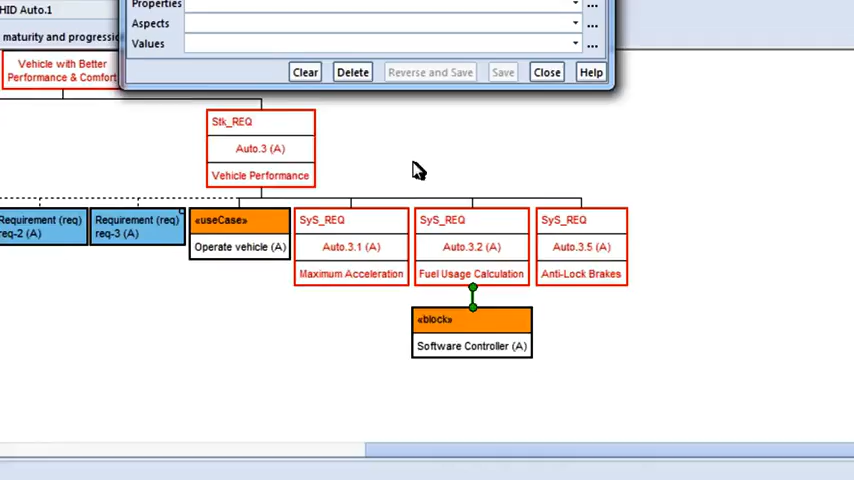 HID Auto.1
Properties
Aspects
maturity and progressi
Values
Clear Delete Reverse and Save Save Close Help
Vehicle with Better
Performance & Comfort
Stk_REQ
Auto.3 (A)
Vehicle Performance
Requirement (req)
req-2 (A)
Requirement (req)
req-3 (A)
«useCase»
Operate vehicle (A)
SyS_REQ
Auto.3.1 (A)
Maximum Acceleration
SyS_REQ
Auto.3.2 (A)
Fuel Usage Calculation
SyS_REQ
Auto.3.5 (A)
Anti-Lock Brakes
«block»
Software Controller (A)